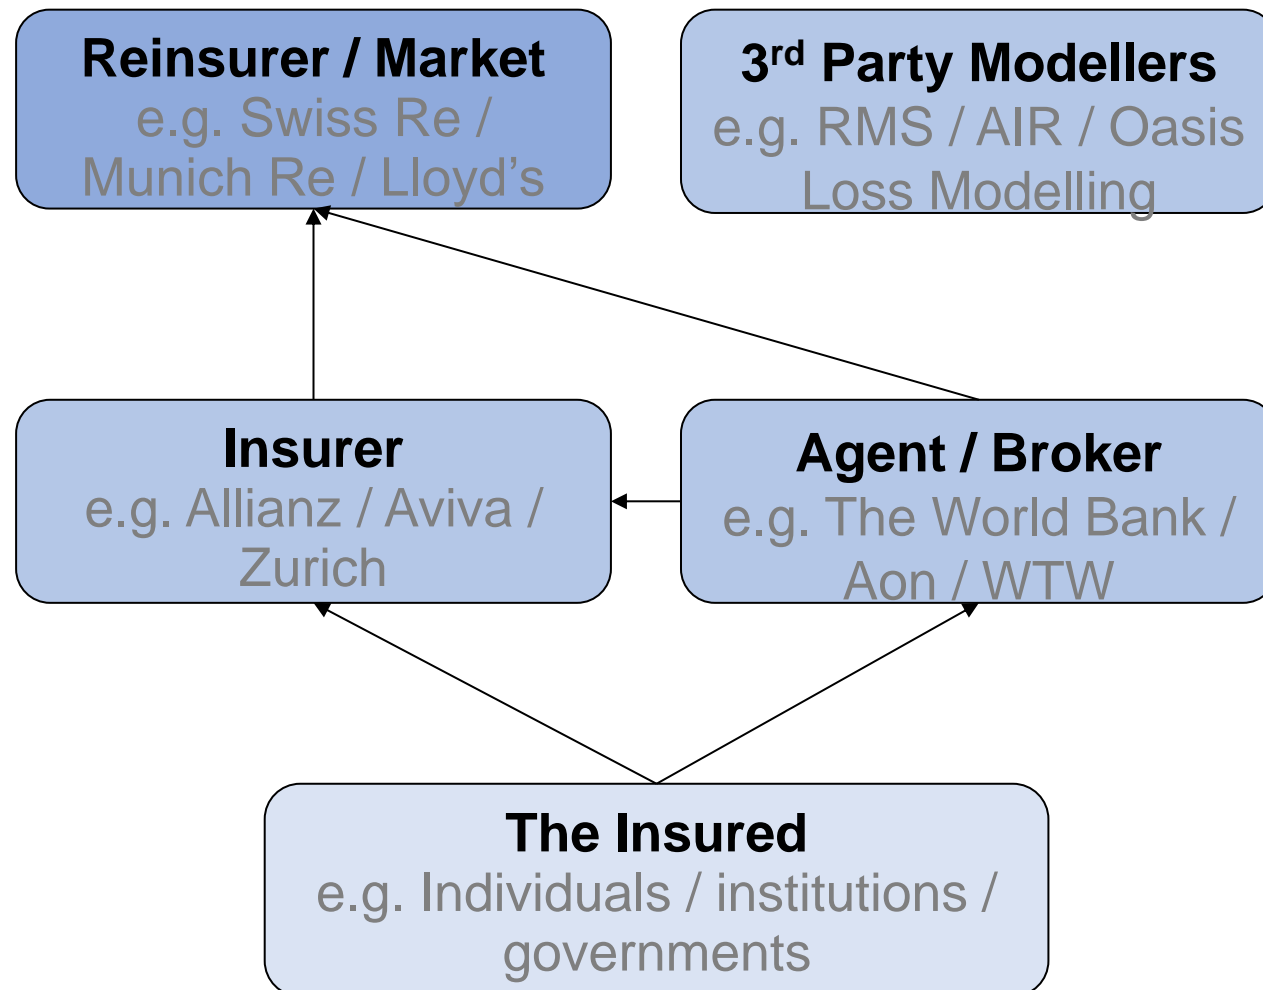 Reinsurer / Market
e.g. Swiss Re /
Munich Re / Lloyd’s
3rd Party Modellers
e.g. RMS / AIR / Oasis
Loss Modelling
Insurer
e.g. Allianz / Aviva /
Zurich
Agent / Broker
e.g. The World Bank /
Aon / WTW
The Insured
e.g. Individuals / institutions /
governments